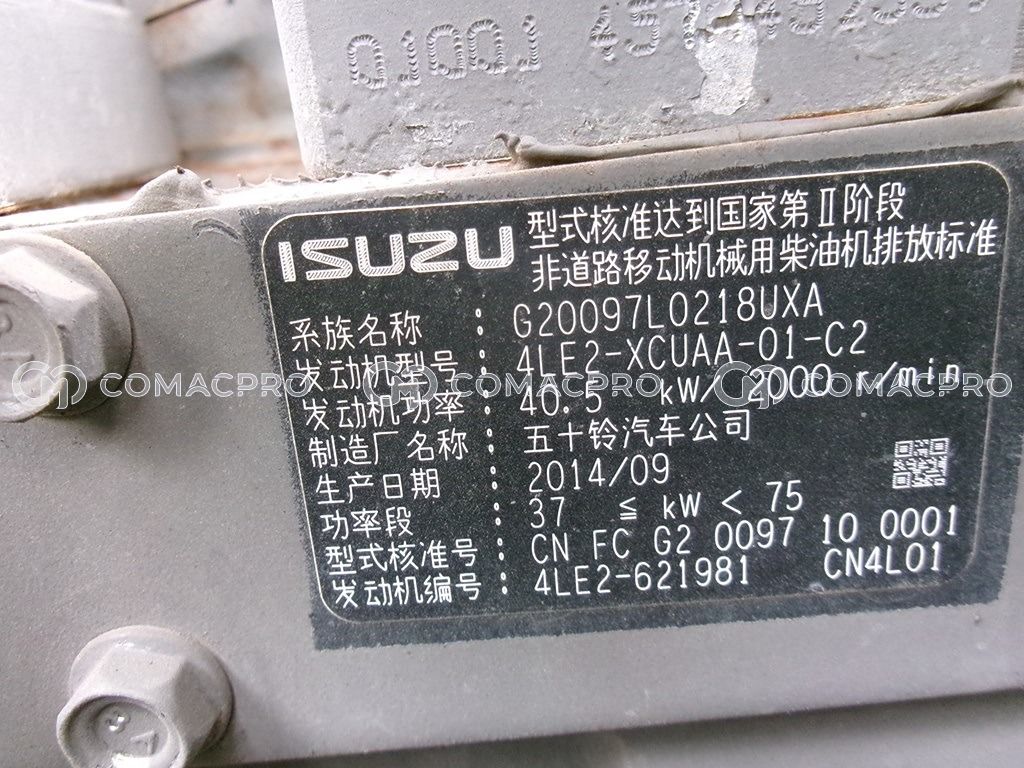 01001
ISUZU
型式核准达到国家第Ⅱ阶段
非道路移动机械用柴油机排放标准
系族名称 : G20097L0218UXA
发动机型号 : 4LE2-XCUAA-01-C2
发动机功率 : 40.5 kW/ 2000 r/min
制造厂名称 : 五十铃汽车公司
生产日期 : 2014/09
功率段 : 37 ≦ kW < 75
型式核准号 : CN FC G2 0097 10 0001
发动机编号 : 4LE2-621981 CN4L01
COMACPRO COMACPRO COMACPRO